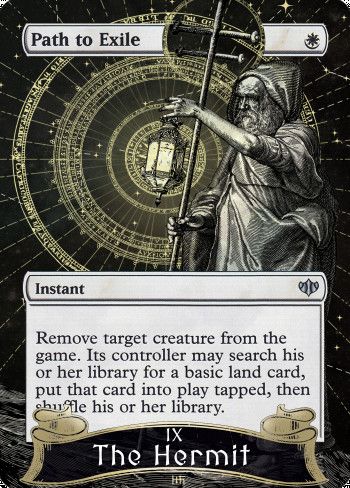 Path to Exile
Instant
Remove target creature from the
game. Its controller may search his
or her library for a basic land card,
put that card into play tapped, then
shuffle his or her library.
IX
The Hermit